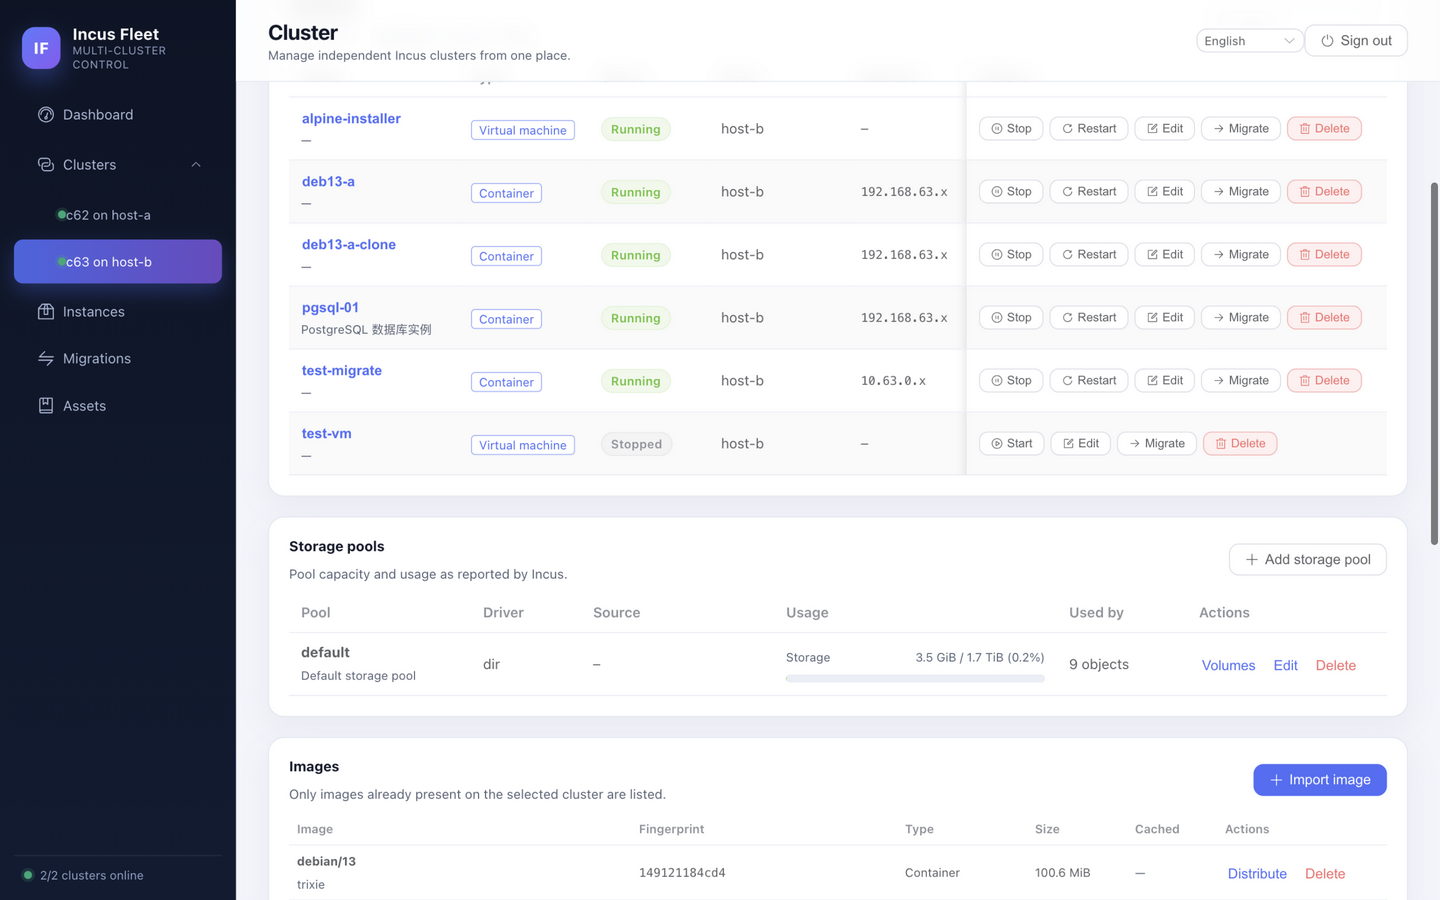 IF
Incus Fleet
MULTI-CLUSTER
CONTROL
Dashboard
Clusters
c62 on host-a
c63 on host-b
Instances
Migrations
Assets
2/2 clusters online
Cluster
Manage independent Incus clusters from one place.
English
Sign out
alpine-installer
—
Virtual machine Running host-b – Stop Restart Edit Migrate Delete
deb13-a
—
Container Running host-b 192.168.63.x Stop Restart Edit Migrate Delete
deb13-a-clone
—
Container Running host-b 192.168.63.x Stop Restart Edit Migrate Delete
pgsql-01
PostgreSQL 数据库实例
Container Running host-b 192.168.63.x Stop Restart Edit Migrate Delete
test-migrate
—
Container Running host-b 10.63.0.x Stop Restart Edit Migrate Delete
test-vm
—
Virtual machine Stopped host-b – Start Edit Migrate Delete
Storage pools
Pool capacity and usage as reported by Incus.
Add storage pool
Pool Driver Source Usage Used by Actions
default
Default storage pool
dir – Storage 3.5 GiB / 1.7 TiB (0.2%) 9 objects Volumes Edit Delete
Images
Only images already present on the selected cluster are listed.
Import image
Image Fingerprint Type Size Cached Actions
debian/13
trixie
149121184cd4 Container 100.6 MiB — Distribute Delete